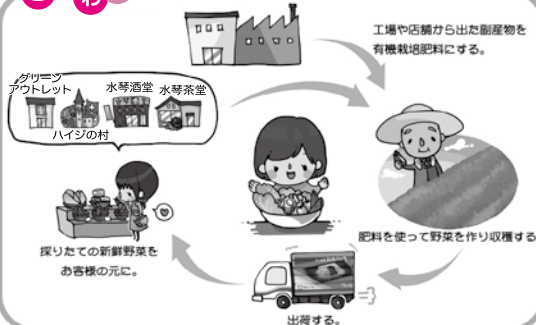 わ
工場や店舗から出た副産物を
有機栽培肥料にする。
グリーン
アウトレット
水琴酒堂
水琴茶堂
ハイジの村
肥料を使って野菜を作り収穫する
採りたての新鮮野菜を
お客様の元に。
出荷する。